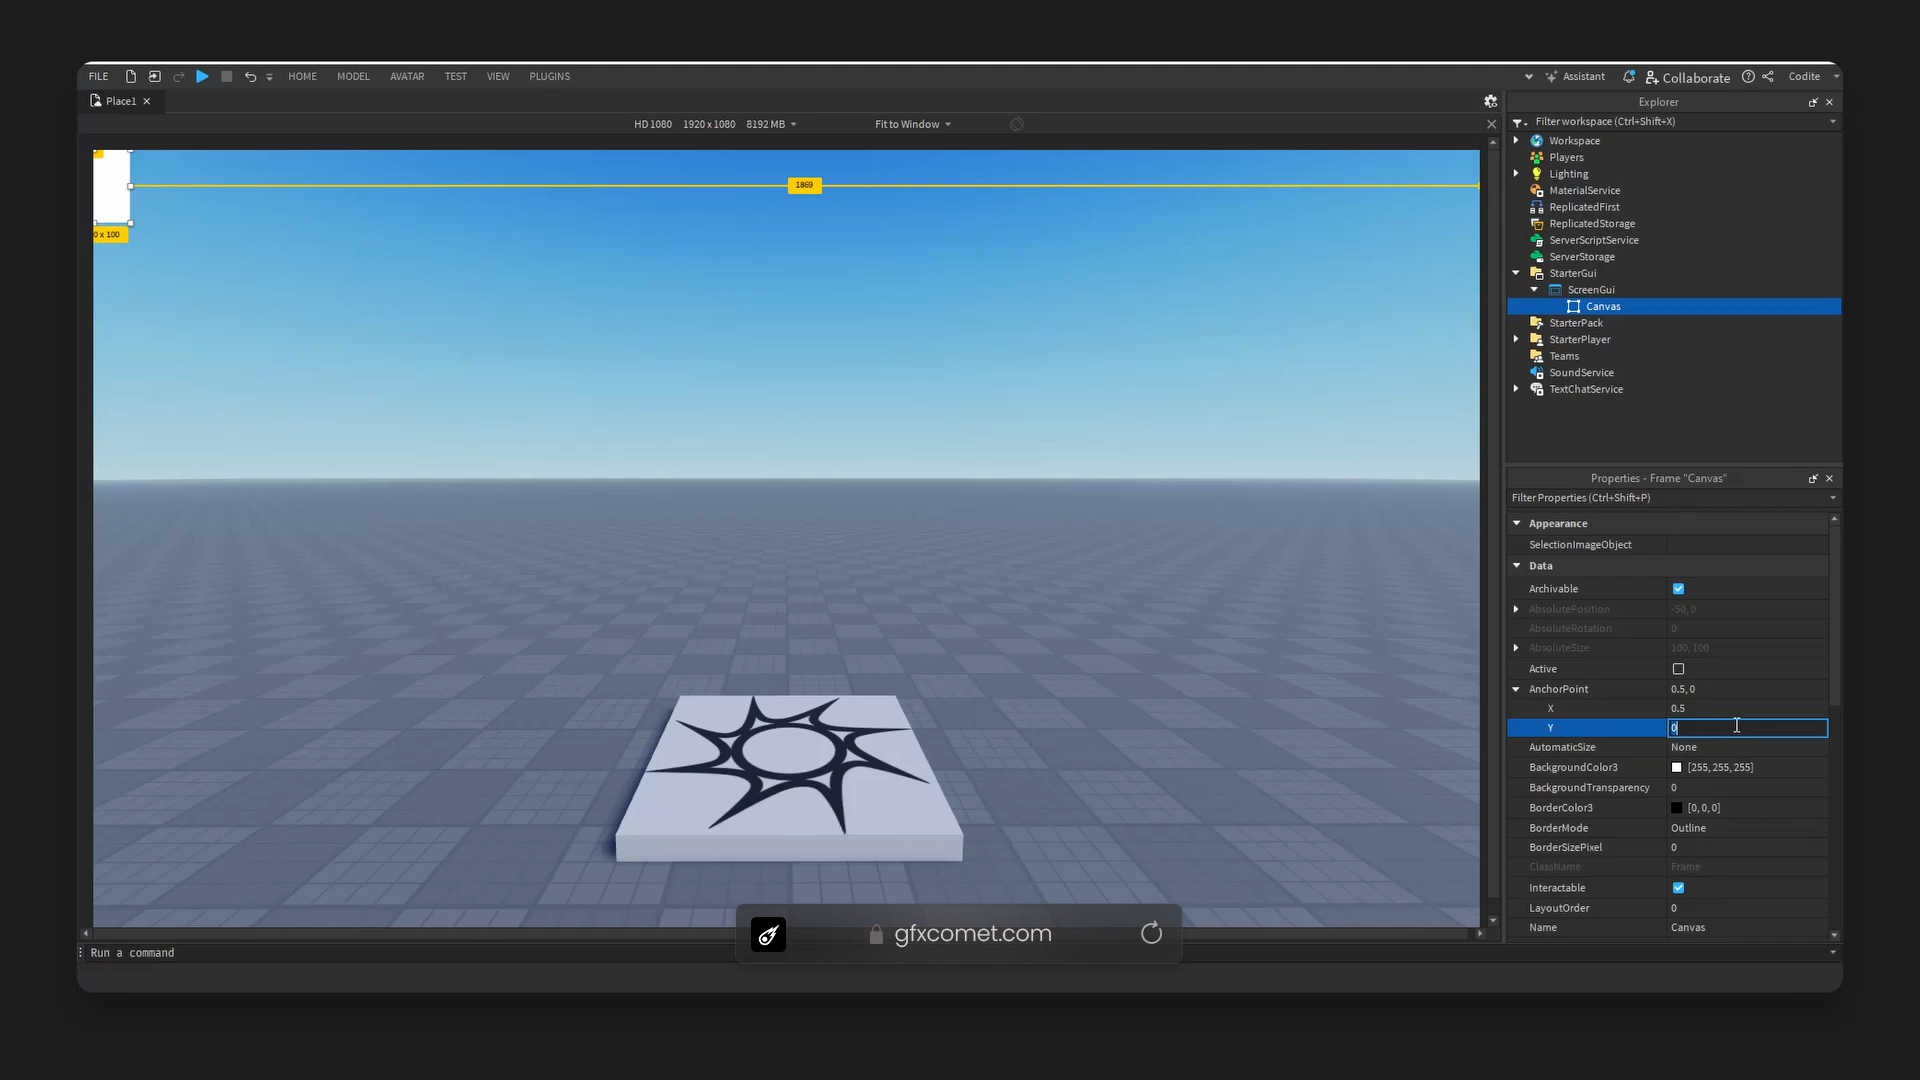 FILE HOME MODEL AVATAR TEST VIEW PLUGINS Assistant Collaborate Codite
Place1
HD 1080 1920 x 1080 8192 MB Fit to Window
1869
0 x 100
Explorer
Filter workspace (Ctrl+Shift+X)
Workspace
Players
Lighting
MaterialService
ReplicatedFirst
ReplicatedStorage
ServerScriptService
ServerStorage
StarterGui
ScreenGui
Canvas
StarterPack
StarterPlayer
Teams
SoundService
TextChatService
Properties - Frame "Canvas"
Filter Properties (Ctrl+Shift+P)
Appearance
SelectionImageObject
Data
Archivable
AbsolutePosition -50, 0
AbsoluteRotation 0
AbsoluteSize 100, 100
Active
AnchorPoint 0.5, 0
X 0.5
Y 0
AutomaticSize None
BackgroundColor3 [255, 255, 255]
BackgroundTransparency 0
BorderColor3 [0, 0, 0]
BorderMode Outline
BorderSizePixel 0
ClassName Frame
Interactable
LayoutOrder 0
Name Canvas
gfxcomet.com
Run a command